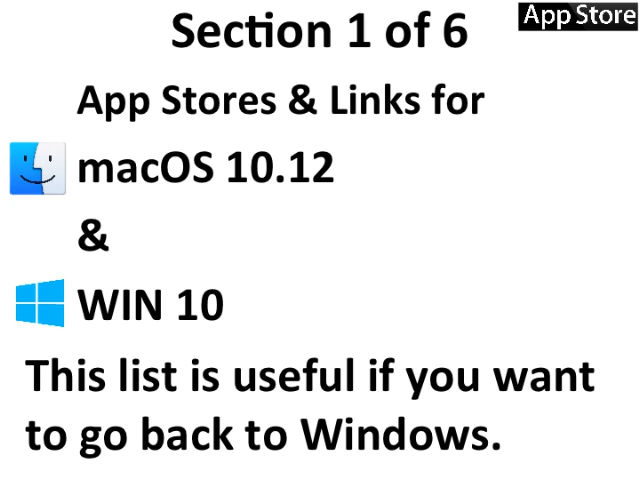 Section 1 of 6
App Store
App Stores & Links for
macOS 10.12
&
WIN 10
This list is useful if you want
to go back to Windows.